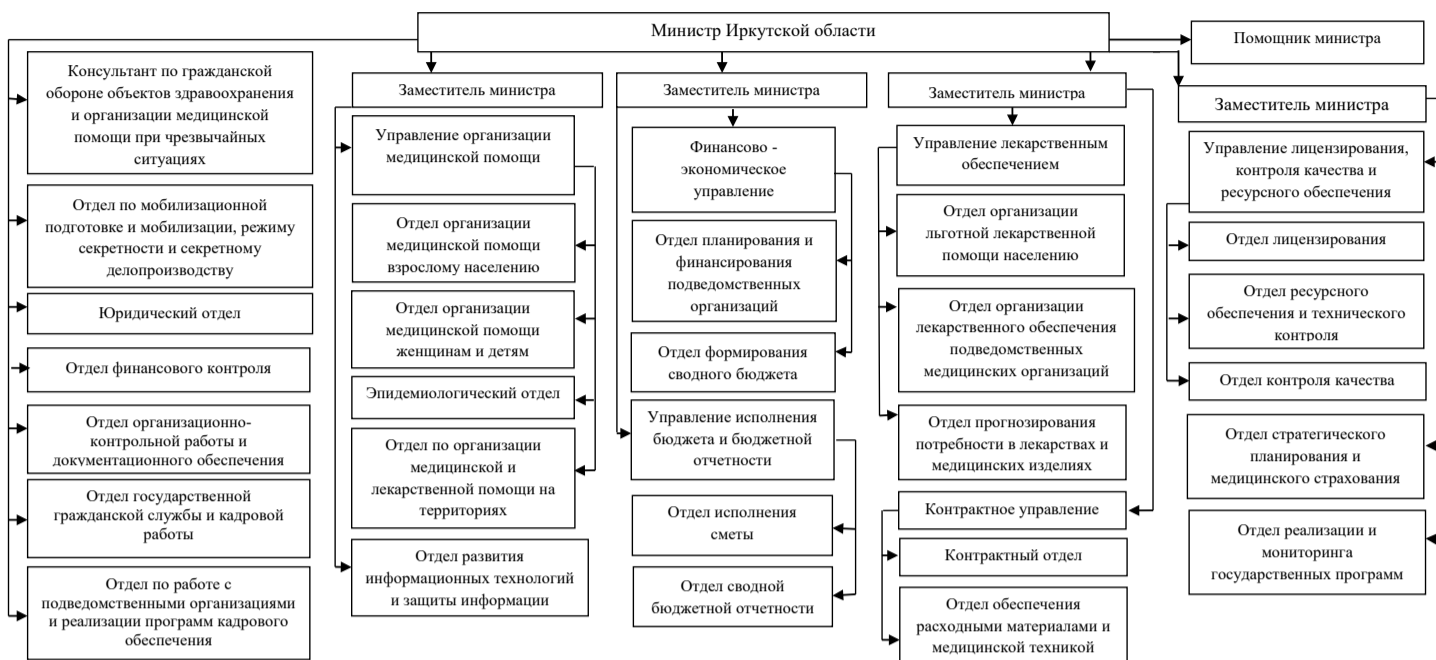 Министр Иркутской области
Помощник министра
Консультант по гражданской
обороне объектов здравоохранения
и организации медицинской
помощи при чрезвычайных
ситуациях
Отдел по мобилизационной
подготовке и мобилизации, режиму
секретности и секретному
делопроизводству
Юридический отдел
Отдел финансового контроля
Отдел организационно-
контрольной работы и
документационного обеспечения
Отдел государственной
гражданской службы и кадровой
работы
Отдел по работе с
подведомственными организациями
и реализации программ кадрового
обеспечения
Заместитель министра
Управление организации
медицинской помощи
Отдел организации
медицинской помощи
взрослому населению
Отдел организации
медицинской помощи
женщинам и детям
Эпидемиологический отдел
Отдел по организации
медицинской и
лекарственной помощи на
территориях
Отдел развития
информационных технологий
и защиты информации
Заместитель министра
Финансово -
экономическое
управление
Отдел планирования и
финансирования
подведомственных
организаций
Отдел формирования
сводного бюджета
Управление исполнения
бюджета и бюджетной
отчетности
Отдел исполнения
сметы
Отдел сводной
бюджетной отчетности
Заместитель министра
Управление лекарственным
обеспечением
Отдел организации
льготной лекарственной
помощи населению
Отдел организации
лекарственного обеспечения
подведомственных
медицинских организаций
Отдел прогнозирования
потребности в лекарствах и
медицинских изделиях
Контрактное управление
Контрактный отдел
Отдел обеспечения
расходными материалами и
медицинской техникой
Заместитель министра
Управление лицензирования,
контроля качества и
ресурсного обеспечения
Отдел лицензирования
Отдел ресурсного
обеспечения и технического
контроля
Отдел контроля качества
Отдел стратегического
планирования и
медицинского страхования
Отдел реализации и
мониторинга
государственных программ